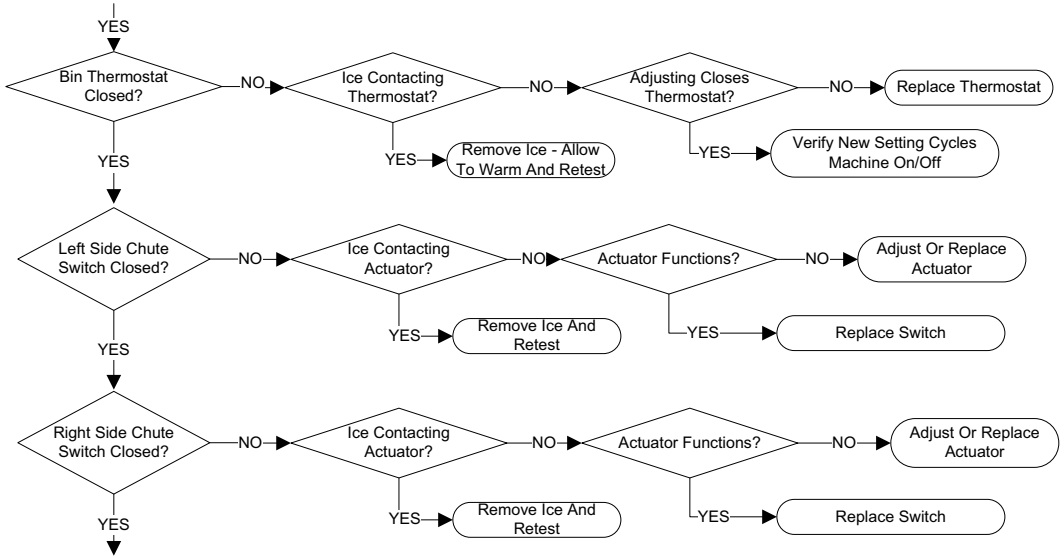 YES
Bin Thermostat
Closed?
NO
Ice Contacting
Thermostat?
NO
Adjusting Closes
Thermostat?
NO
Replace Thermostat
YES
Remove Ice - Allow
To Warm And Retest
YES
Verify New Setting Cycles
Machine On/Off
YES
Left Side Chute
Switch Closed?
NO
Ice Contacting
Actuator?
NO
Actuator Functions?
NO
Adjust Or Replace
Actuator
YES
Remove Ice And
Retest
YES
Replace Switch
YES
Right Side Chute
Switch Closed?
NO
Ice Contacting
Actuator?
NO
Actuator Functions?
NO
Adjust Or Replace
Actuator
YES
Remove Ice And
Retest
YES
Replace Switch
YES